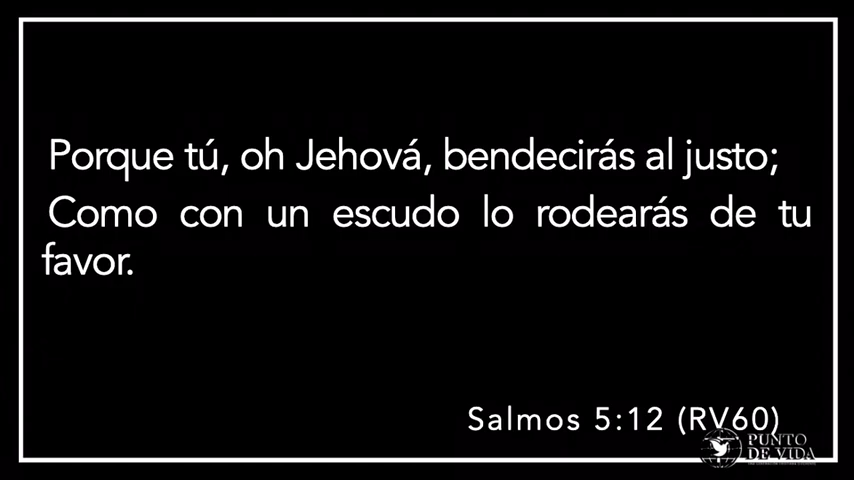 Porque tú, oh Jehová, bendecirás al justo;
Como con un escudo lo rodearás de tu
favor.
Salmos 5:12 (RV60)
PUNTO
DE VIDA